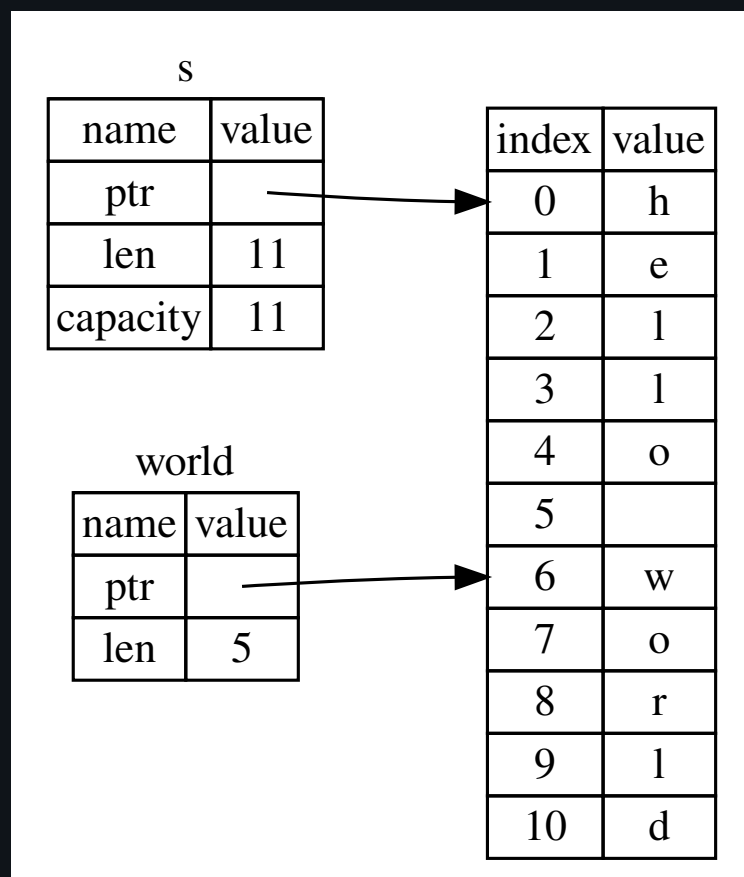 s
name value
ptr
len 11
capacity 11
world
name value
ptr
len 5
index value
0 h
1 e
2 l
3 l
4 o
5
6 w
7 o
8 r
9 l
10 d